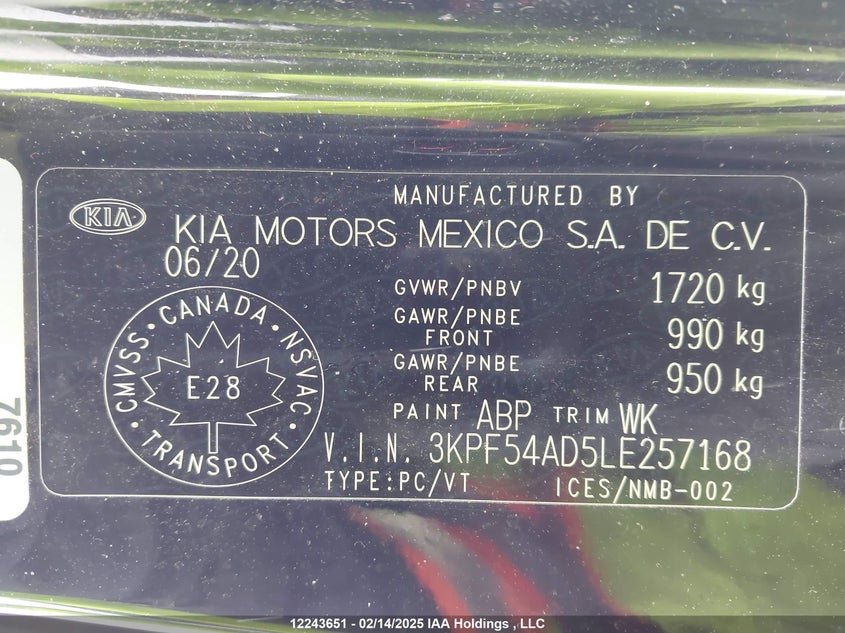 MANUFACTURED BY
KIA
KIA MOTORS MEXICO S.A. DE C.V.
06/20
GVWR/PNBV 1720 kg
GAWR/PNBE FRONT 990 kg
GAWR/PNBE REAR 950 kg
CANADA • NSVAC • TRANSPORT • CMVSS •
E28
PAINT ABP TRIM WK
V.I.N. 3KPF54AD5LE257168
TYPE:PC/VT ICES/NMB-002
7610
12243651 - 02/14/2025 IAA Holdings , LLC